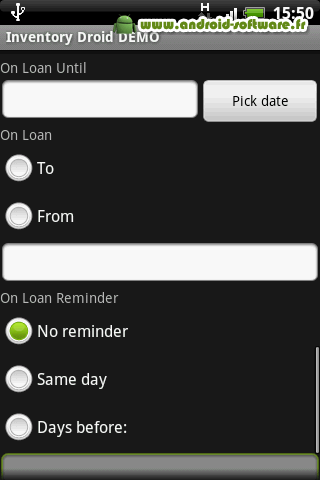 H
15:50
www.android-software.fr
Inventory Droid DEMO
On Loan Until
Pick date
On Loan
To
From
On Loan Reminder
No reminder
Same day
Days before: